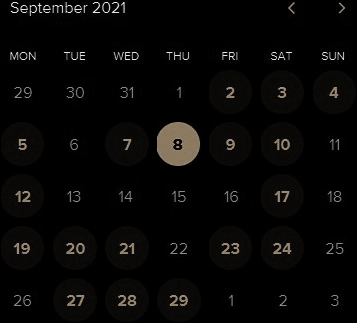 September 2021
MON TUE WED THU FRI SAT SUN
29 30 31 1 2 3 4
5 6 7 8 9 10 11
12 13 14 15 16 17 18
19 20 21 22 23 24 25
26 27 28 29 1 2 3